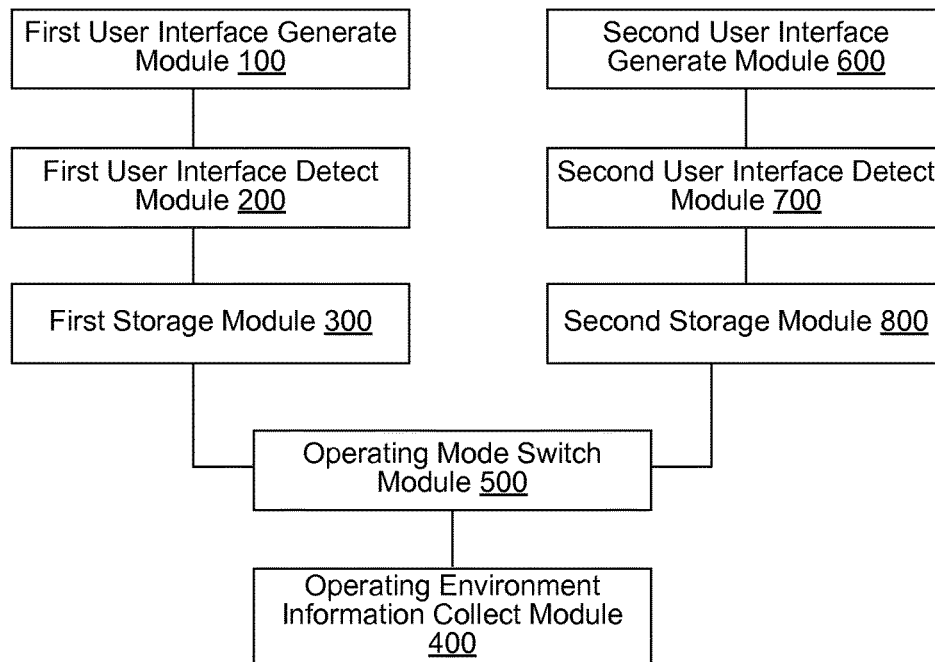 First User Interface Generate
Module 100
Second User Interface
Generate Module 600
First User Interface Detect
Module 200
Second User Interface Detect
Module 700
First Storage Module 300
Second Storage Module 800
Operating Mode Switch
Module 500
Operating Environment
Information Collect Module
400